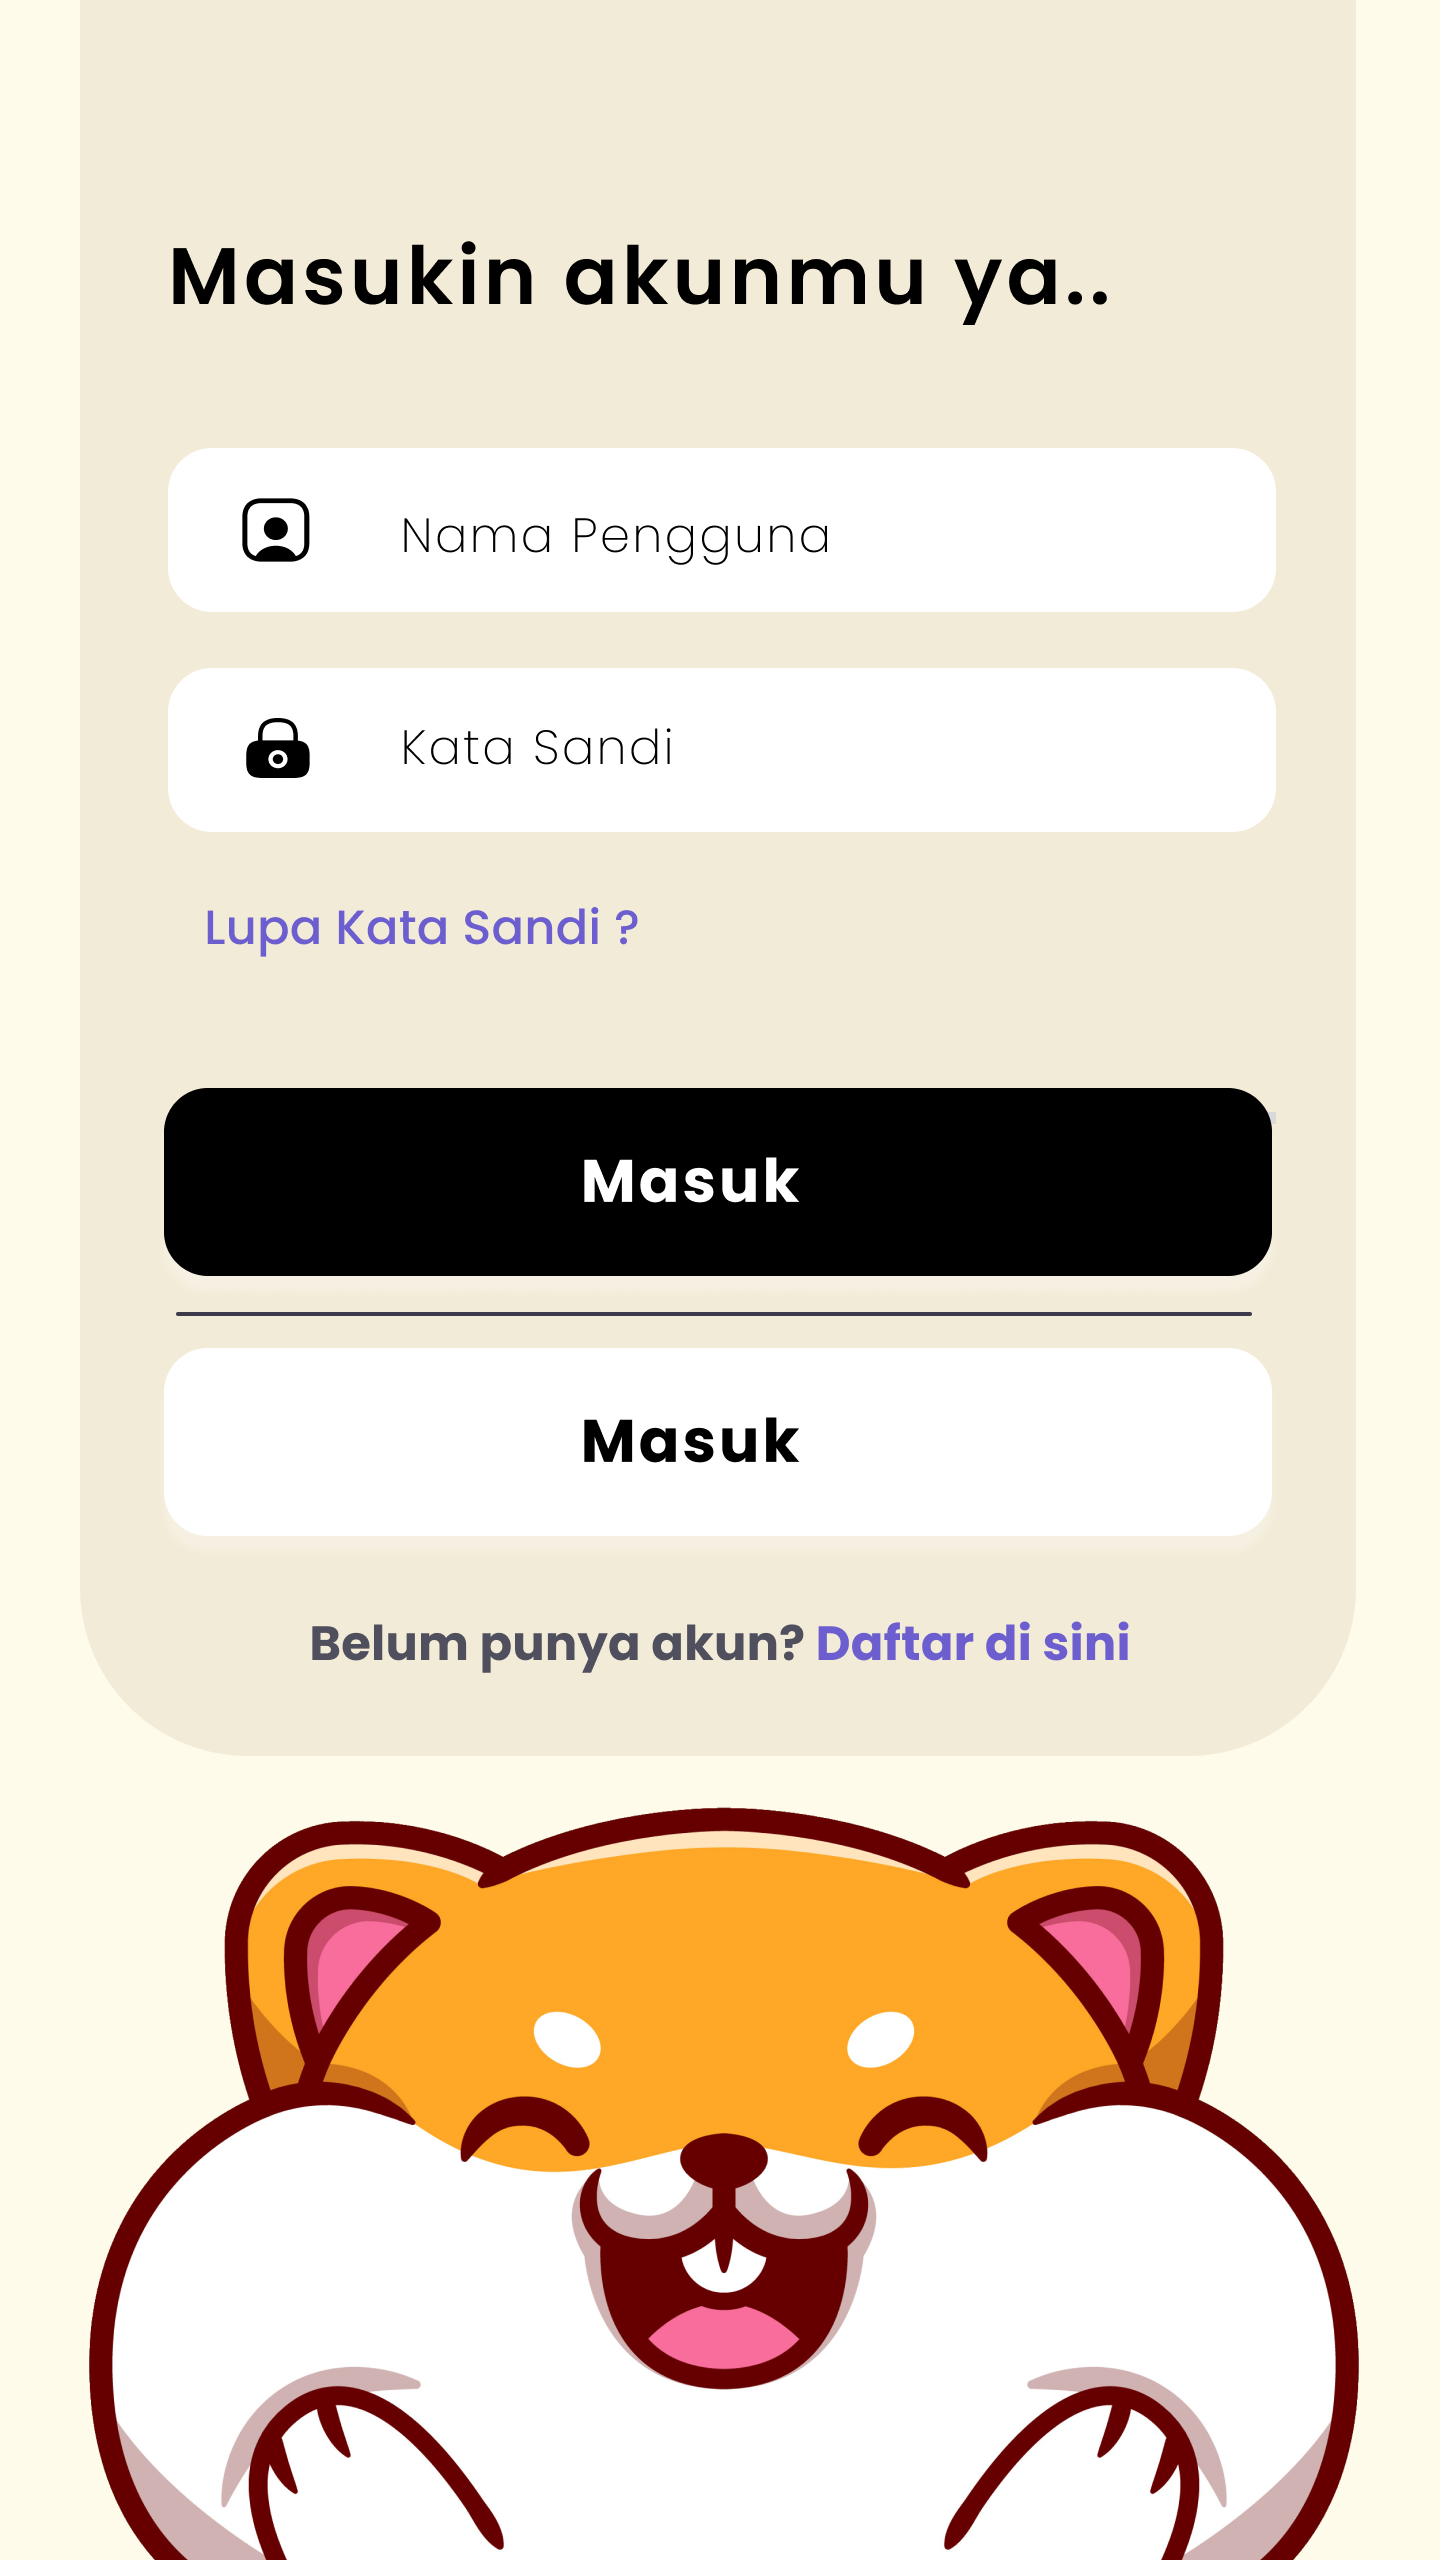 Masukin akunmu ya..
Nama Pengguna
Kata Sandi
Lupa Kata Sandi ?
Masuk
Masuk
Belum punya akun? Daftar di sini